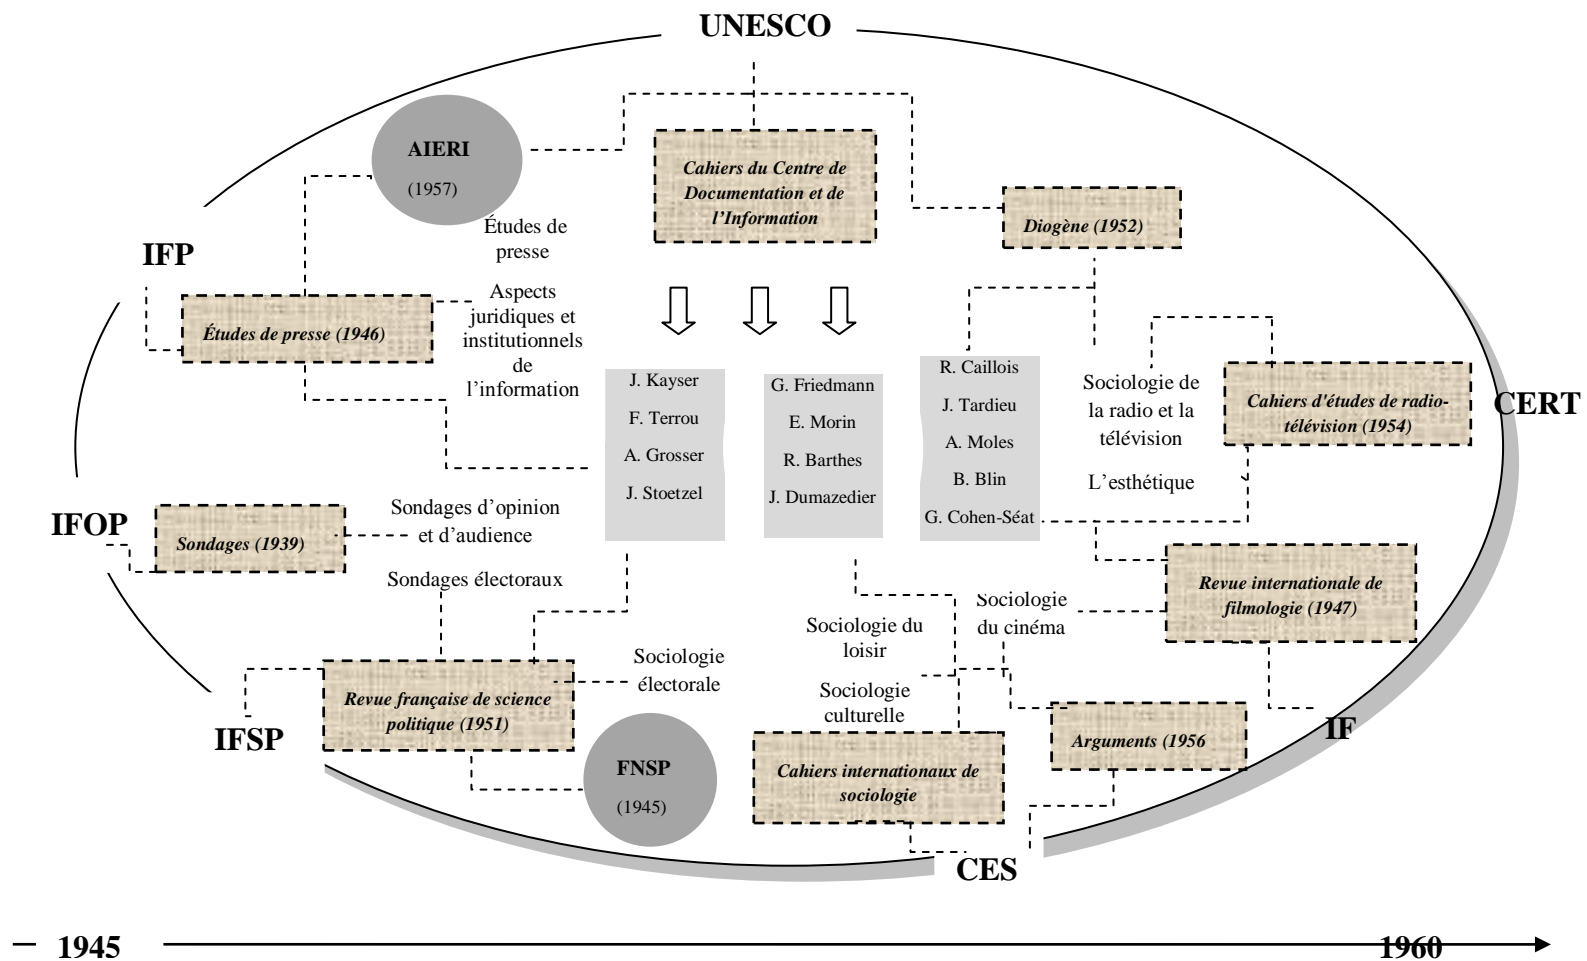 UNESCO
AIERI
(1957)
Cahiers du Centre de
Documentation et de
l’Information
Diogène (1952)
Études de
presse
IFP
Études de presse (1946)
Aspects
juridiques et
institutionnels
de
l’information
J. Kayser
F. Terrou
A. Grosser
J. Stoetzel
G. Friedmann
E. Morin
R. Barthes
J. Dumazedier
R. Caillois
J. Tardieu
A. Moles
B. Blin
G. Cohen-Séat
Sociologie de
la radio et la
télévision
L’esthétique
Cahiers d'études de radio-
télévision (1954)
CERT
IFOP
Sondages (1939)
Sondages d’opinion
et d’audience
Sondages électoraux
Revue internationale de
filmologie (1947)
Sociologie
du cinéma
Sociologie du
loisir
Sociologie
culturelle
Sociologie
électorale
Revue française de science
politique (1951)
IFSP
FNSP
(1945)
Cahiers internationaux de
sociologie
Arguments (1956
IF
CES
1945
1960